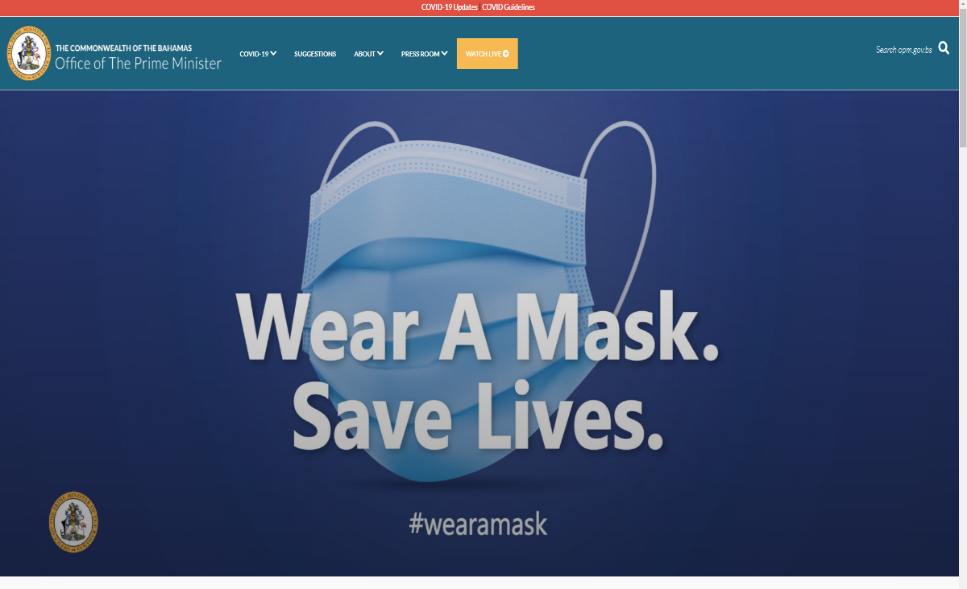 COVID-19 Updates | COVID Guidelines
THE COMMONWEALTH OF THE BAHAMAS
Office of The Prime Minister
COVID-19
SUGGESTIONS
ABOUT
PRESS ROOM
WATCH LIVE
Search opm.gov.bs
Wear A Mask.
Save Lives.
#wearamask